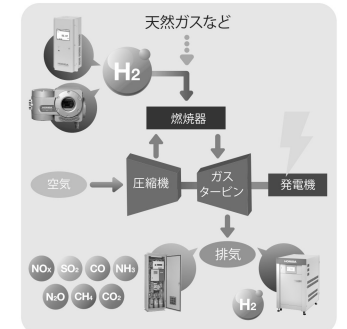 天然ガスなど
H2
燃焼器
空気
圧縮機
ガス
タービン
発電機
排気
NOx SO2 CO NH3
N2O CH4 CO2
H2